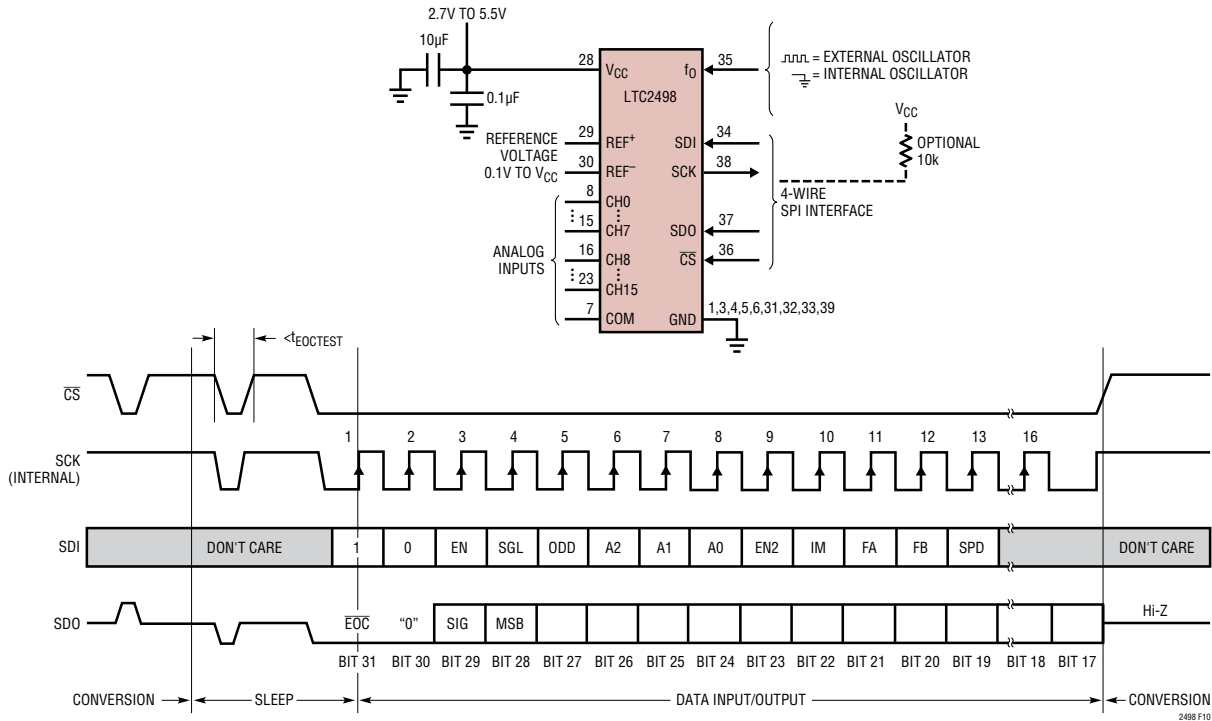 2.7V TO 5.5V
10µF
0.1µF
28
VCC
fO
35
= EXTERNAL OSCILLATOR
= INTERNAL OSCILLATOR
LTC2498
VCC
OPTIONAL
10k
REFERENCE
VOLTAGE
0.1V TO VCC
29
REF+
30
REF–
SDI
34
SCK
38
4-WIRE
SPI INTERFACE
SDO
37
CS
36
ANALOG
INPUTS
8
CH0
15
CH7
16
CH8
23
CH15
7
COM
GND
1,3,4,5,6,31,32,33,39
<tEOCTEST
CS
SCK
(INTERNAL)
1 2 3 4 5 6 7 8 9 10 11 12 13 16
SDI
DON'T CARE 1 0 EN SGL ODD A2 A1 A0 EN2 IM FA FB SPD DON'T CARE
SDO
EOC "0" SIG MSB Hi-Z
BIT 31 BIT 30 BIT 29 BIT 28 BIT 27 BIT 26 BIT 25 BIT 24 BIT 23 BIT 22 BIT 21 BIT 20 BIT 19 BIT 18 BIT 17
CONVERSION SLEEP DATA INPUT/OUTPUT CONVERSION
2498 F10